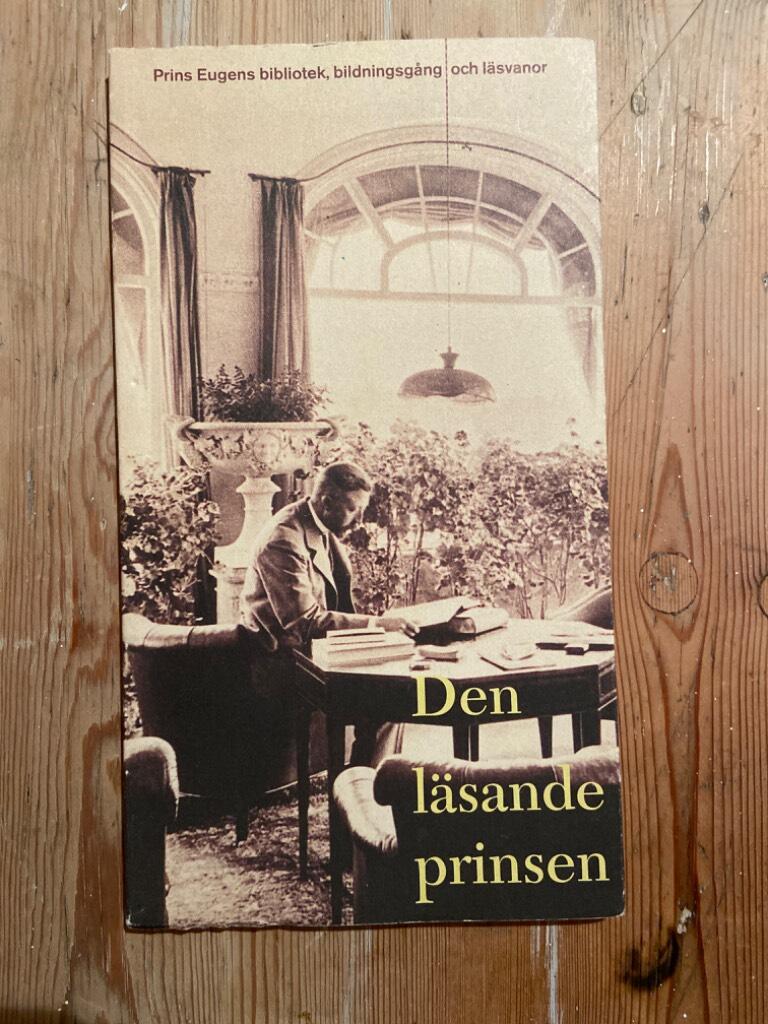 Prins Eugens bibliotek, bildningsgång och läsvanor
Den
läsande
prinsen